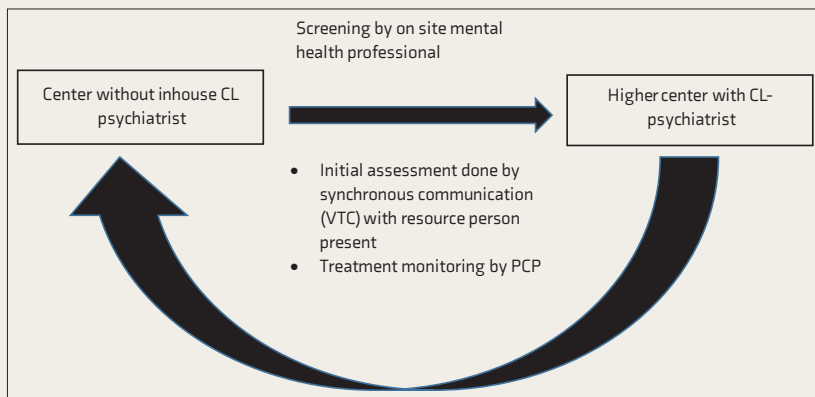 Screening by on site mental
health professional
Center without inhouse CL
psychiatrist
Higher center with CL-
psychiatrist
• Initial assessment done by
synchronous communication
(VTC) with resource person
present
• Treatment monitoring by PCP